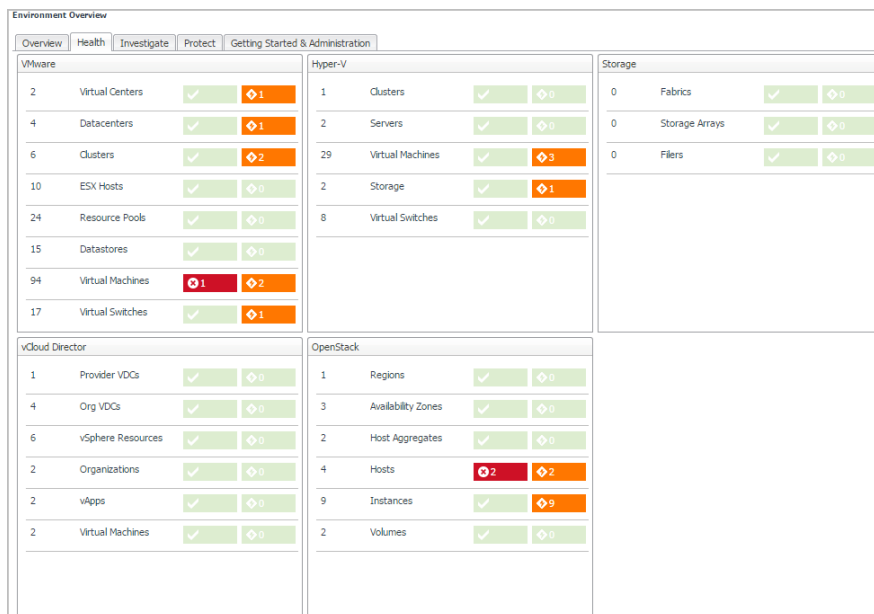 Environment Overview
Overview Health Investigate Protect Getting Started & Administration
VMware
2 Virtual Centers 1
4 Datacenters 1
6 Clusters 2
10 ESX Hosts 0
24 Resource Pools 0
15 Datastores 0
94 Virtual Machines 1 2
17 Virtual Switches 1
Hyper-V
1 Clusters 0
2 Servers 0
29 Virtual Machines 3
2 Storage 1
8 Virtual Switches 0
Storage
0 Fabrics 0
0 Storage Arrays 0
0 Filers 0
vCloud Director
1 Provider VDCs 0
4 Org VDCs 0
6 vSphere Resources 0
2 Organizations 0
2 vApps 0
2 Virtual Machines 0
OpenStack
1 Regions 0
3 Availability Zones 0
2 Host Aggregates 0
4 Hosts 2 2
9 Instances 9
2 Volumes 0